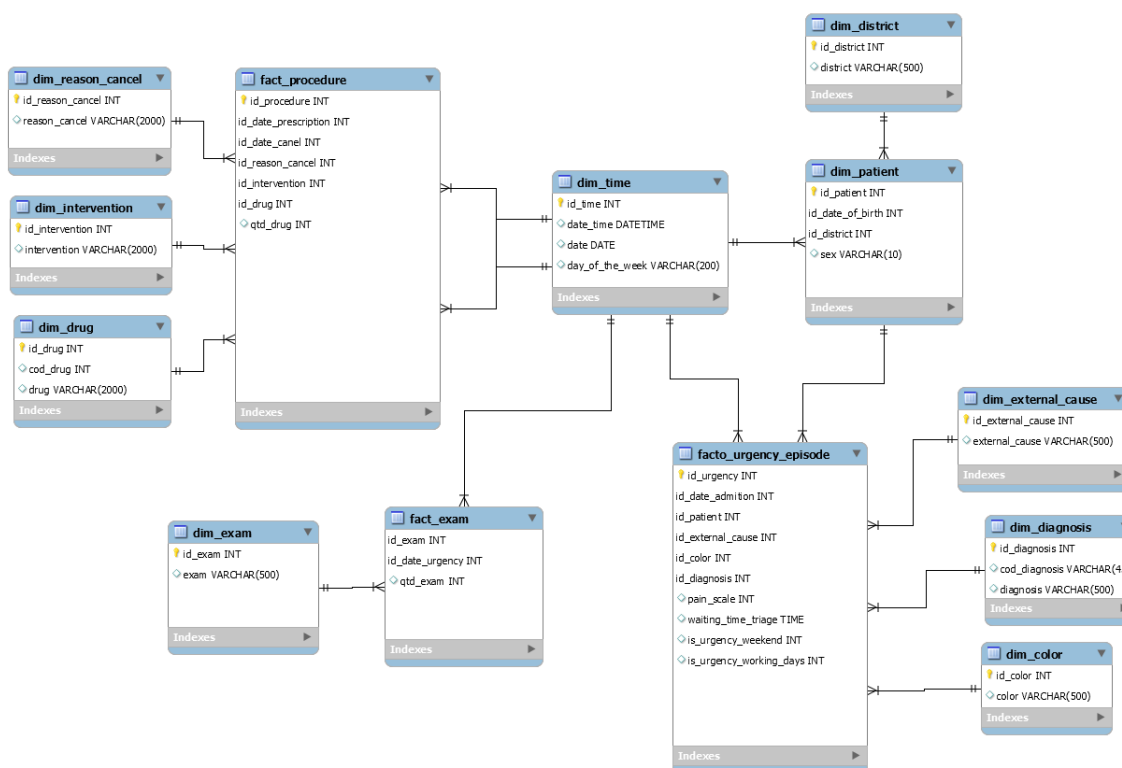 dim_district
id_district INT
district VARCHAR(500)
Indexes
dim_reason_cancel
id_reason_cancel INT
reason_cancel VARCHAR(2000)
Indexes
fact_procedure
id_procedure INT
id_date_prescription INT
id_date_canel INT
id_reason_cancel INT
id_intervention INT
id_drug INT
qtd_drug INT
Indexes
dim_time
id_time INT
date_time DATETIME
date DATE
day_of_the_week VARCHAR(200)
Indexes
dim_patient
id_patient INT
id_date_of_birth INT
id_district INT
sex VARCHAR(10)
Indexes
dim_intervention
id_intervention INT
intervention VARCHAR(2000)
Indexes
dim_drug
id_drug INT
cod_drug INT
drug VARCHAR(2000)
Indexes
dim_external_cause
id_external_cause INT
external_cause VARCHAR(500)
Indexes
facto_urgency_episode
id_urgency INT
id_date_admition INT
id_patient INT
id_external_cause INT
id_color INT
id_diagnosis INT
pain_scale INT
waiting_time_triage TIME
is_urgency_weekend INT
is_urgency_working_days INT
Indexes
dim_exam
id_exam INT
exam VARCHAR(500)
Indexes
fact_exam
id_exam INT
id_date_urgency INT
qtd_exam INT
Indexes
dim_diagnosis
id_diagnosis INT
cod_diagnosis
diagnosis VARCHAR(500)
Indexes
dim_color
id_color INT
color VARCHAR(500)
Indexes